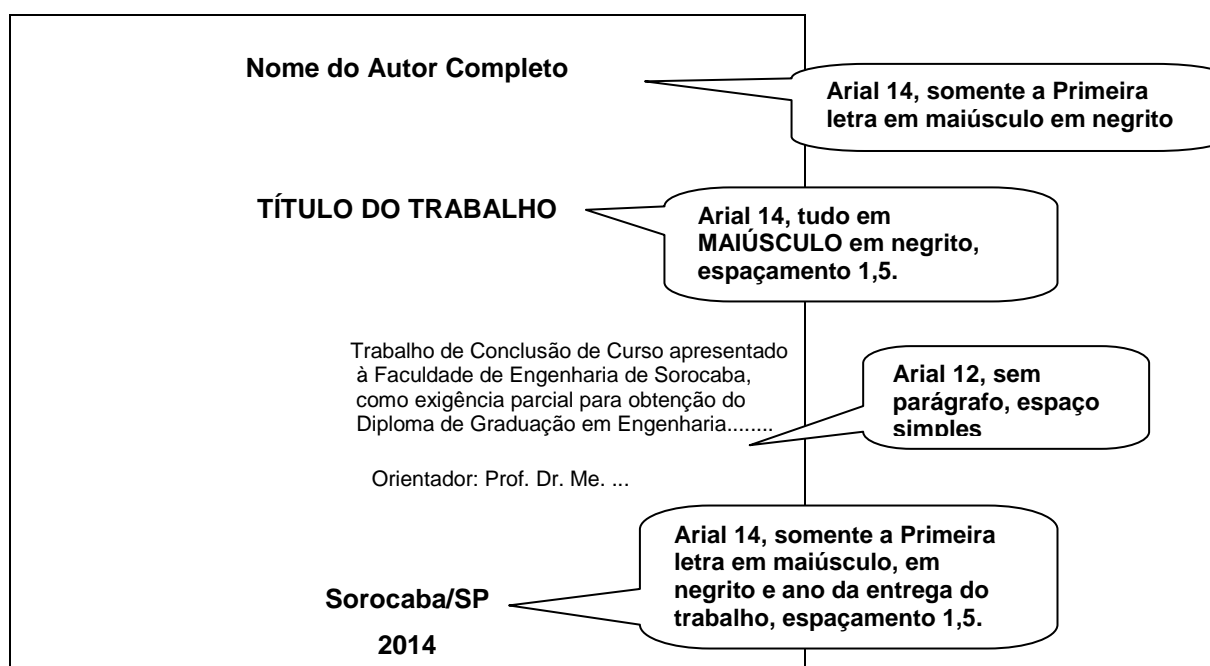 Nome do Autor Completo
Arial 14, somente a Primeira
letra em maiúsculo em negrito
TÍTULO DO TRABALHO
Arial 14, tudo em
MAIÚSCULO em negrito,
espaçamento 1,5.
Trabalho de Conclusão de Curso apresentado
à Faculdade de Engenharia de Sorocaba,
como exigência parcial para obtenção do
Diploma de Graduação em Engenharia........
Arial 12, sem
parágrafo, espaço
simples
Orientador: Prof. Dr. Me. ...
Arial 14, somente a Primeira
letra em maiúsculo, em
negrito e ano da entrega do
trabalho, espaçamento 1,5.
Sorocaba/SP
2014